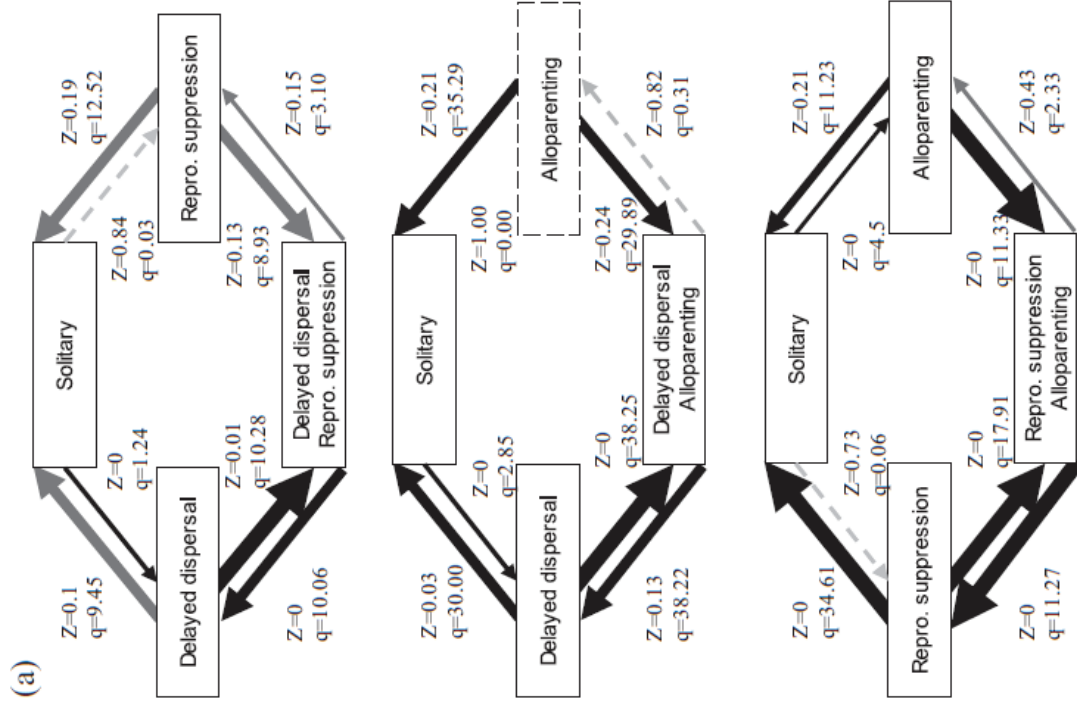 (a)
Solitary
Z=0.1
q=9.45
Z=0
q=1.24
Z=0.84
q=0.03
Z=0.19
q=12.52
Delayed dispersal
Repro. suppression
Z=0
q=10.06
Z=0.01
q=10.28
Z=0.13
q=8.93
Z=0.15
q=3.10
Delayed dispersal
Repro. suppression
Solitary
Z=0.03
q=30.00
Z=0
q=2.85
Z=1.00
q=0.00
Z=0.21
q=35.29
Delayed dispersal
Alloparenting
Z=0.13
q=38.22
Z=0
q=38.25
Z=0.24
q=29.89
Z=0.82
q=0.31
Delayed dispersal
Alloparenting
Solitary
Z=0
q=34.61
Z=0.73
q=0.06
Z=0
q=4.5
Z=0.21
q=11.23
Repro. suppression
Alloparenting
Z=0
q=11.27
Z=0
q=17.91
Z=0
q=11.33
Z=0.43
q=2.33
Repro. suppression
Alloparenting